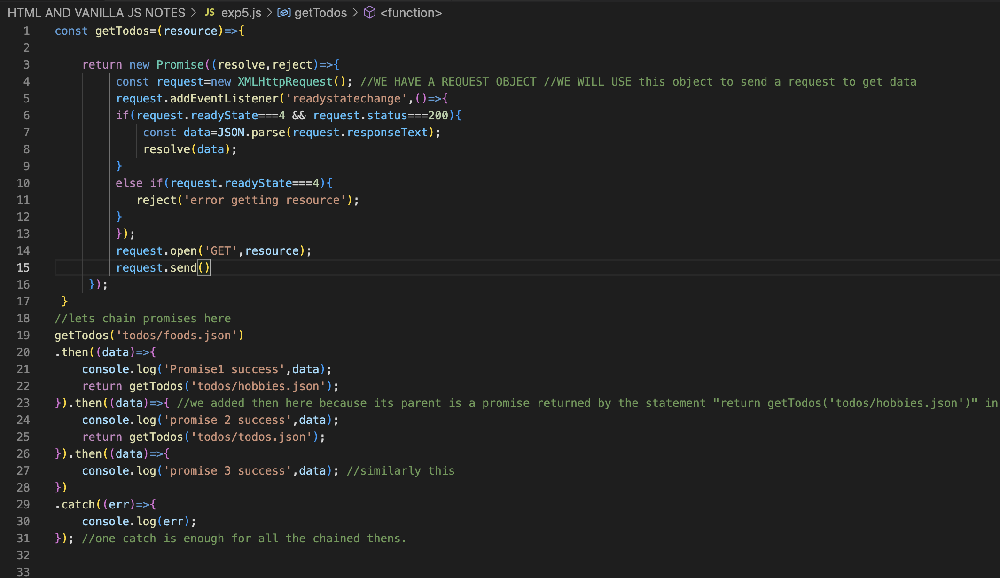 HTML AND VANILLA JS NOTES > JS exp5.js > getTodos > <function>
1 const getTodos=(resource)=>{
2
3 return new Promise((resolve,reject)=>{
4 const request=new XMLHttpRequest(); //WE HAVE A REQUEST OBJECT //WE WILL USE this object to send a request to get data
5 request.addEventListener('readystatechange',()=>{
6 if(request.readyState===4 && request.status===200){
7 const data=JSON.parse(request.responseText);
8 resolve(data);
9 }
10 else if(request.readyState===4){
11 reject('error getting resource');
12 }
13 });
14 request.open('GET',resource);
15 request.send()
16 });
17 }
18 //lets chain promises here
19 getTodos('todos/foods.json')
20 .then((data)=>{
21 console.log('Promise1 success',data);
22 return getTodos('todos/hobbies.json');
23 }).then((data)=>{ //we added then here because its parent is a promise returned by the statement "return getTodos('todos/hobbies.json')" in
24 console.log('promise 2 success',data);
25 return getTodos('todos/todos.json');
26 }).then((data)=>{
27 console.log('promise 3 success',data); //similarly this
28 })
29 .catch((err)=>{
30 console.log(err);
31 }); //one catch is enough for all the chained thens.
32
33